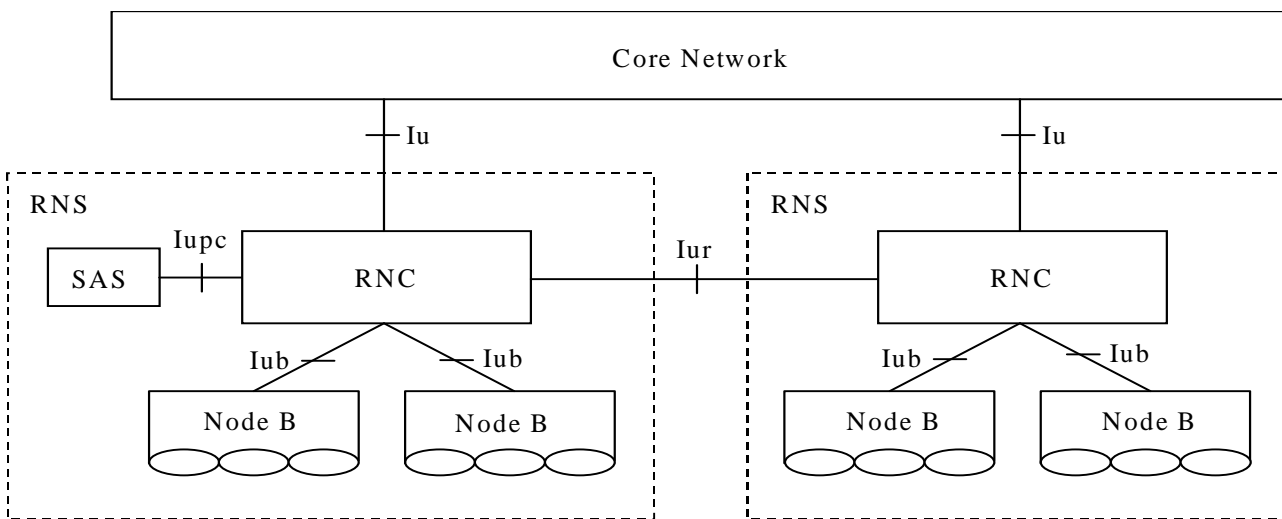 Core Network
Iu
Iu
RNS
RNS
Iupc
SAS
RNC
Iur
RNC
Iub
Iub
Iub
Iub
Node B
Node B
Node B
Node B